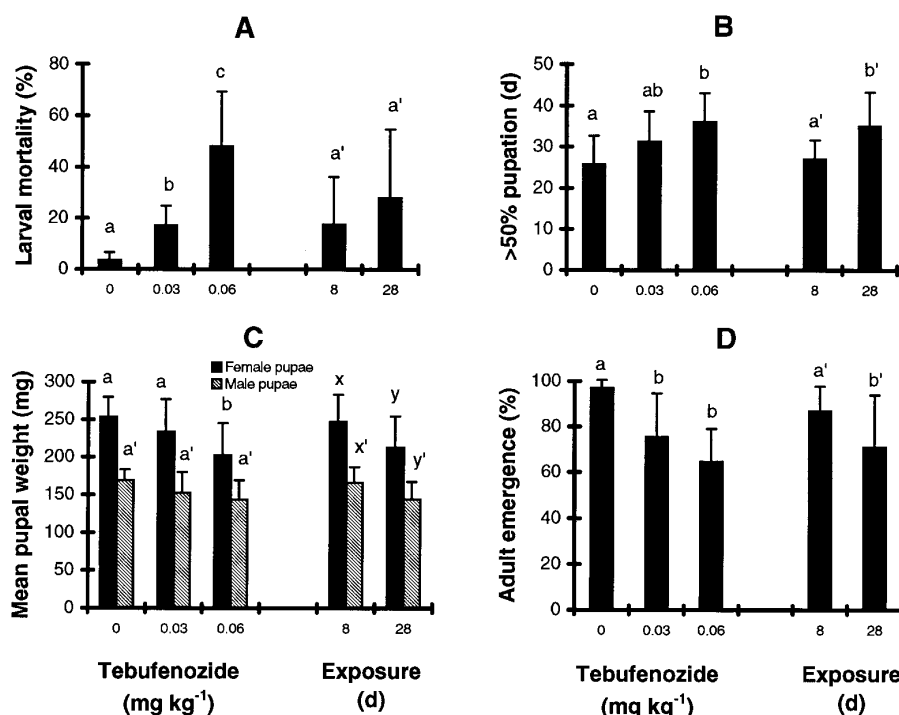 A
Larval mortality (%)
80
60
40
20
0
a
b
c
a'
a'
0 0.03 0.06 8 28
B
>50% pupation (d)
50
40
30
20
10
0
a
ab
b
a'
b'
0 0.03 0.06 8 28
C
Mean pupal weight (mg)
Female pupae
Male pupae
300
250
200
150
100
50
0
a
a'
a
a'
b
a'
x
x'
y
y'
0 0.03 0.06 8 28
Tebufenozide
(mg kg⁻¹)
Exposure
(d)
D
Adult emergence (%)
100
80
60
40
20
0
a
b
b
a'
b'
0 0.03 0.06 8 28
Tebufenozide
(mg kg⁻¹)
Exposure
(d)